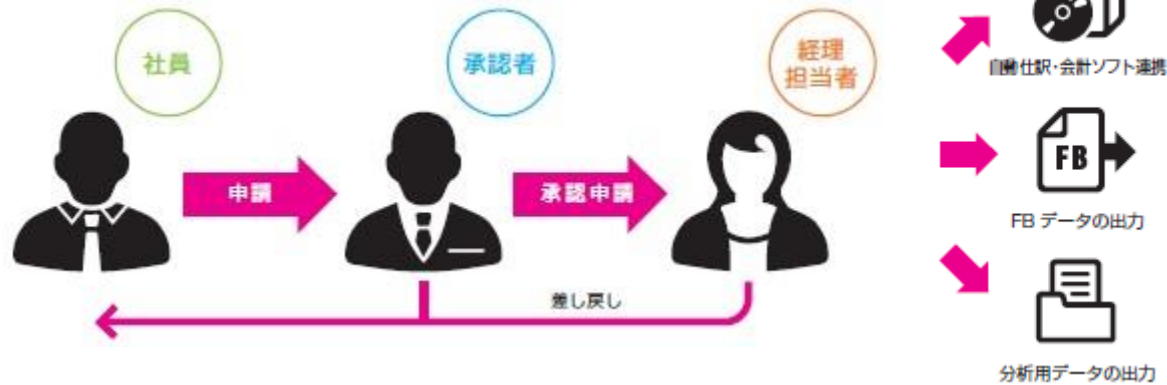 社員
承認者
経理
担当者
申請
承認申請
差し戻し
自動仕訳・会計ソフト連携
FB
FB データの出力
分析用データの出力